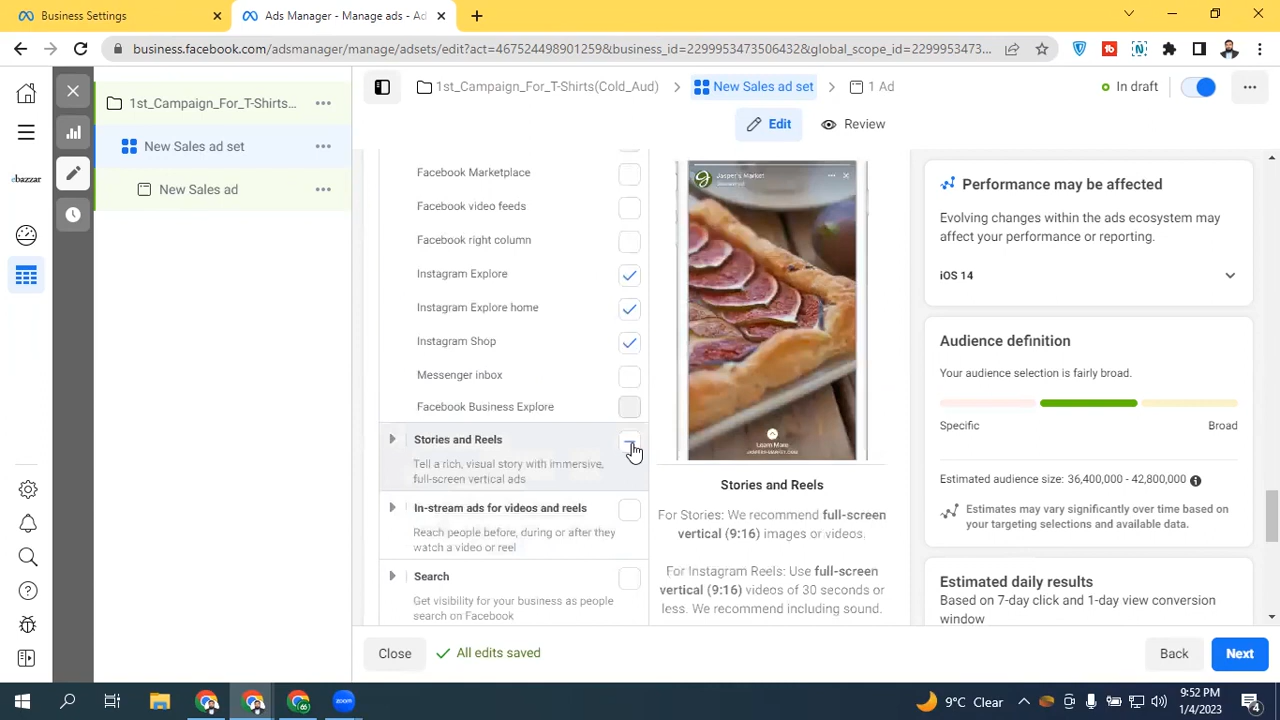 Business Settings
Ads Manager - Manage ads - Ad
business.facebook.com/adsmanager/manage/adsets/edit?act=467524498901259&business_id=2299953473506432&global_scope_id=2299953473...
1st_Campaign_For_T-Shirts(Cold_Aud)
New Sales ad set
1 Ad
In draft
1st_Campaign_For_T-Shirts...
Edit
Review
New Sales ad set
ebazzar
New Sales ad
Facebook Marketplace
Facebook video feeds
Facebook right column
Instagram Explore
Instagram Explore home
Instagram Shop
Messenger inbox
Facebook Business Explore
Stories and Reels
Tell a rich, visual story with immersive,
full-screen vertical ads
In-stream ads for videos and reels
Reach people before, during or after they
watch a video or reel
Search
Get visibility for your business as people
search on Facebook
Jasper's Market
Sponsored
Learn More
Stories and Reels
For Stories: We recommend full-screen
vertical (9:16) images or videos.
For Instagram Reels: Use full-screen
vertical (9:16) videos of 30 seconds or
less. We recommend including sound.
Performance may be affected
Evolving changes within the ads ecosystem may
affect your performance or reporting.
iOS 14
Audience definition
Your audience selection is fairly broad.
Specific
Broad
Estimated audience size: 36,400,000 - 42,800,000
Estimates may vary significantly over time based on
your targeting selections and available data.
Estimated daily results
Based on 7-day click and 1-day view conversion
window
Close
All edits saved
Back
Next
zoom
9°C Clear
9:52 PM
1/4/2023
4